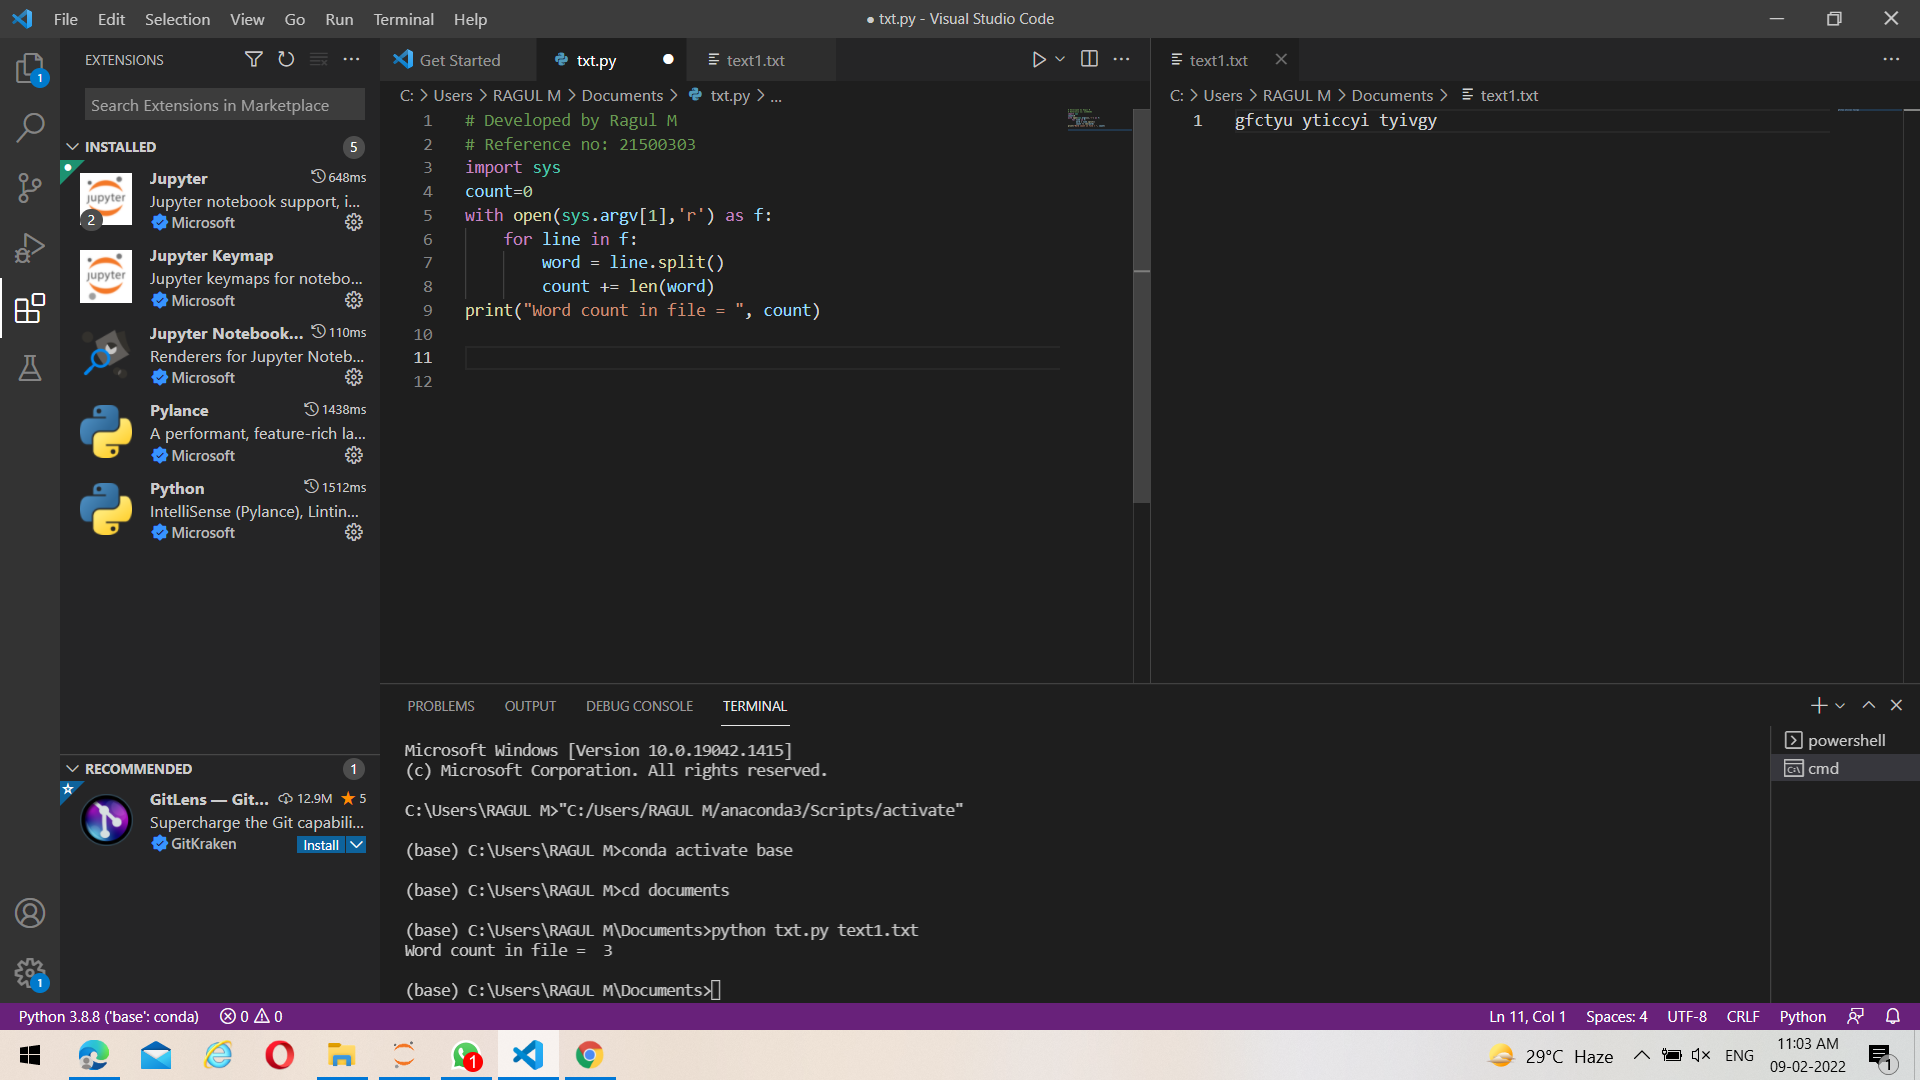 File Edit Selection View Go Run Terminal Help
● txt.py - Visual Studio Code
EXTENSIONS
Search Extensions in Marketplace
INSTALLED 5
Jupyter 648ms
Jupyter notebook support, i...
Microsoft
2
Jupyter Keymap
Jupyter keymaps for notebo...
Microsoft
Jupyter Notebook... 110ms
Renderers for Jupyter Noteb...
Microsoft
Pylance 1438ms
A performant, feature-rich la...
Microsoft
Python 1512ms
IntelliSense (Pylance), Lintin...
Microsoft
RECOMMENDED 1
GitLens — Git... 12.9M ★ 5
Supercharge the Git capabili...
GitKraken Install
Get Started txt.py text1.txt
C: > Users > RAGUL M > Documents > txt.py > ...
1 # Developed by Ragul M
2 # Reference no: 21500303
3 import sys
4 count=0
5 with open(sys.argv[1],'r') as f:
6 for line in f:
7 word = line.split()
8 count += len(word)
9 print("Word count in file = ", count)
10
11
12
text1.txt
C: > Users > RAGUL M > Documents > text1.txt
1 gfctyu yticcyi tyivgy
PROBLEMS OUTPUT DEBUG CONSOLE TERMINAL
Microsoft Windows [Version 10.0.19042.1415]
(c) Microsoft Corporation. All rights reserved.
C:\Users\RAGUL M>"C:/Users/RAGUL M/anaconda3/Scripts/activate"
(base) C:\Users\RAGUL M>conda activate base
(base) C:\Users\RAGUL M>cd documents
(base) C:\Users\RAGUL M\Documents>python txt.py text1.txt
Word count in file =  3
(base) C:\Users\RAGUL M\Documents>
powershell
cmd
Python 3.8.8 ('base': conda) 0 0
Ln 11, Col 1 Spaces: 4 UTF-8 CRLF Python
29°C Haze ENG
11:03 AM
09-02-2022